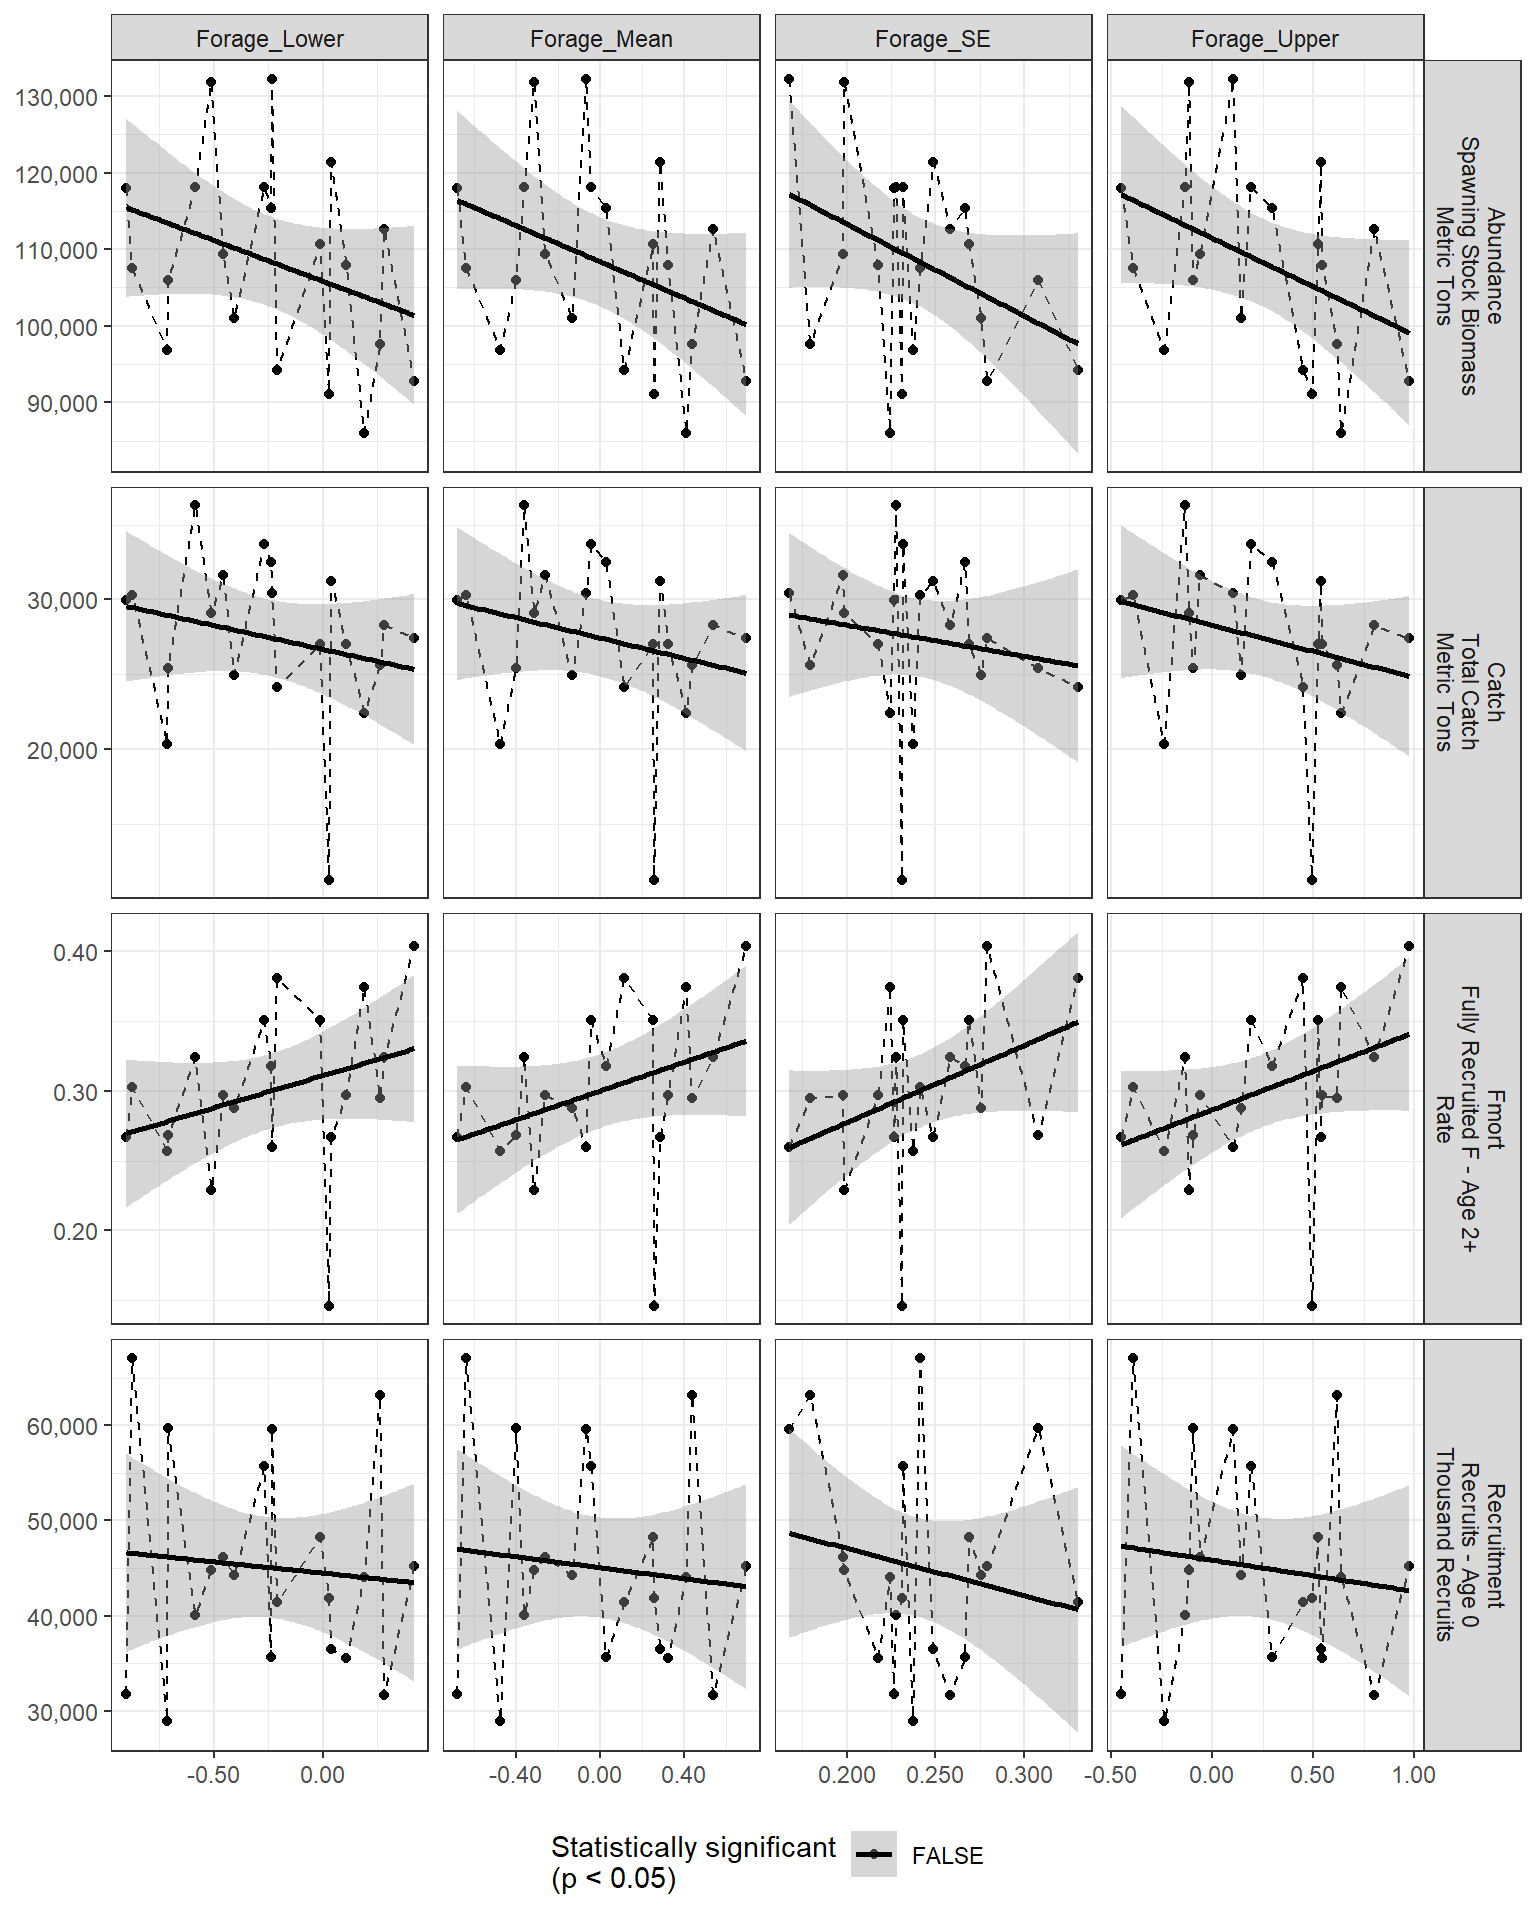 Forage_Lower
Forage_Mean
Forage_SE
Forage_Upper
130,000
120,000
110,000
100,000
90,000
Abundance
Spawning Stock Biomass
Metric Tons
30,000
20,000
Catch
Total Catch
Metric Tons
0.40
0.30
0.20
Fmort
Fully Recruited F - Age 2+
Rate
60,000
50,000
40,000
30,000
Recruitment
Recruits - Age 0
Thousand Recruits
-0.50 0.00
-0.40 0.00 0.40
0.200 0.250 0.300
-0.50 0.00 0.50 1.00
Statistically significant
(p < 0.05)
FALSE